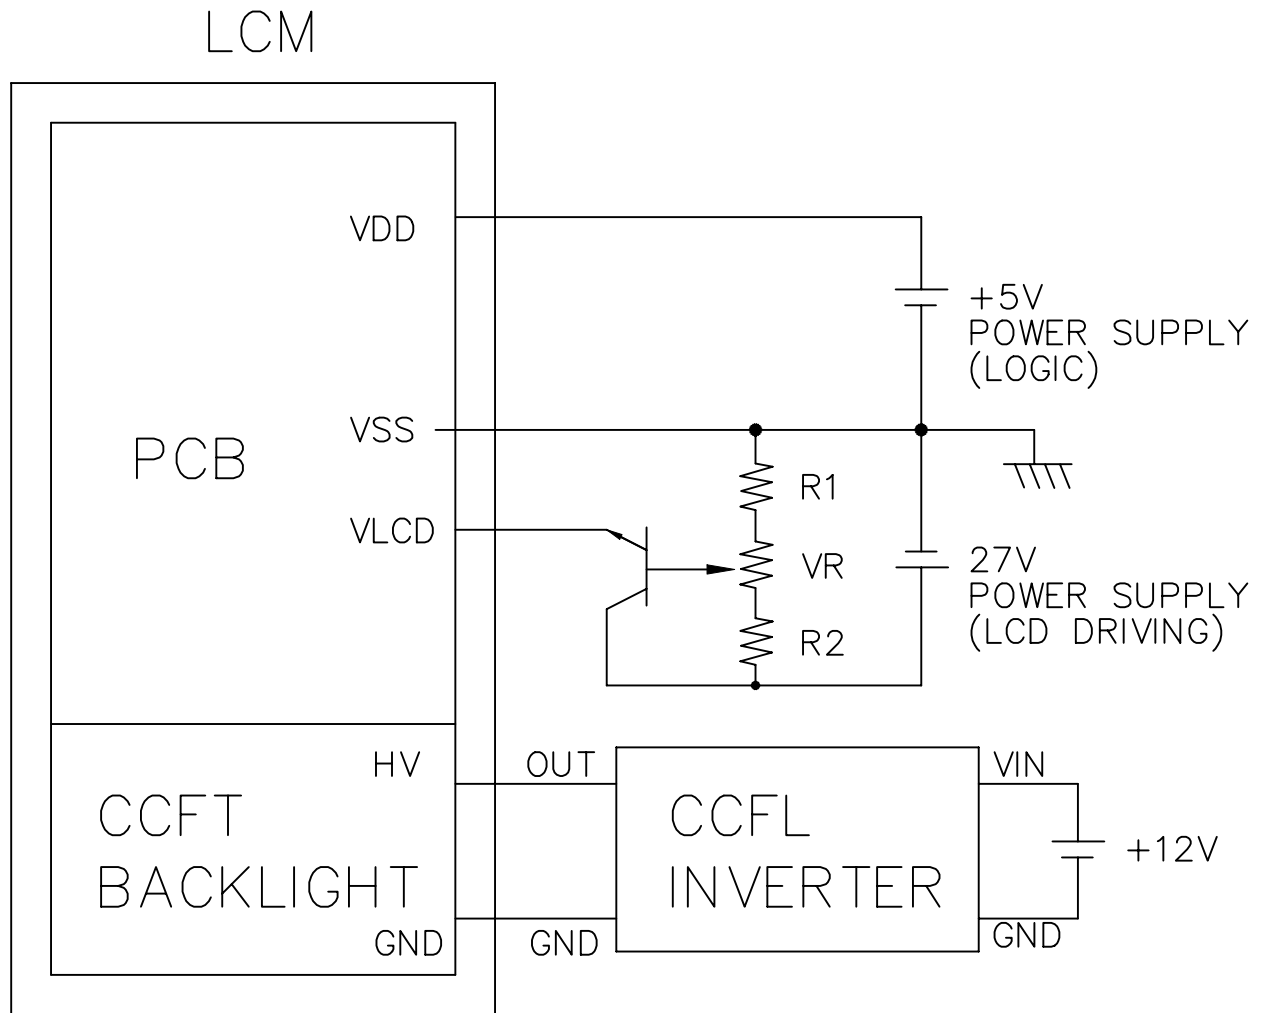 LCM
VDD
+5V
POWER SUPPLY
(LOGIC)
VSS
PCB
R1
VLCD
VR
27V
POWER SUPPLY
(LCD DRIVING)
R2
HV
OUT
VIN
CCFT
BACKLIGHT
CCFL
INVERTER
+12V
GND
GND
GND